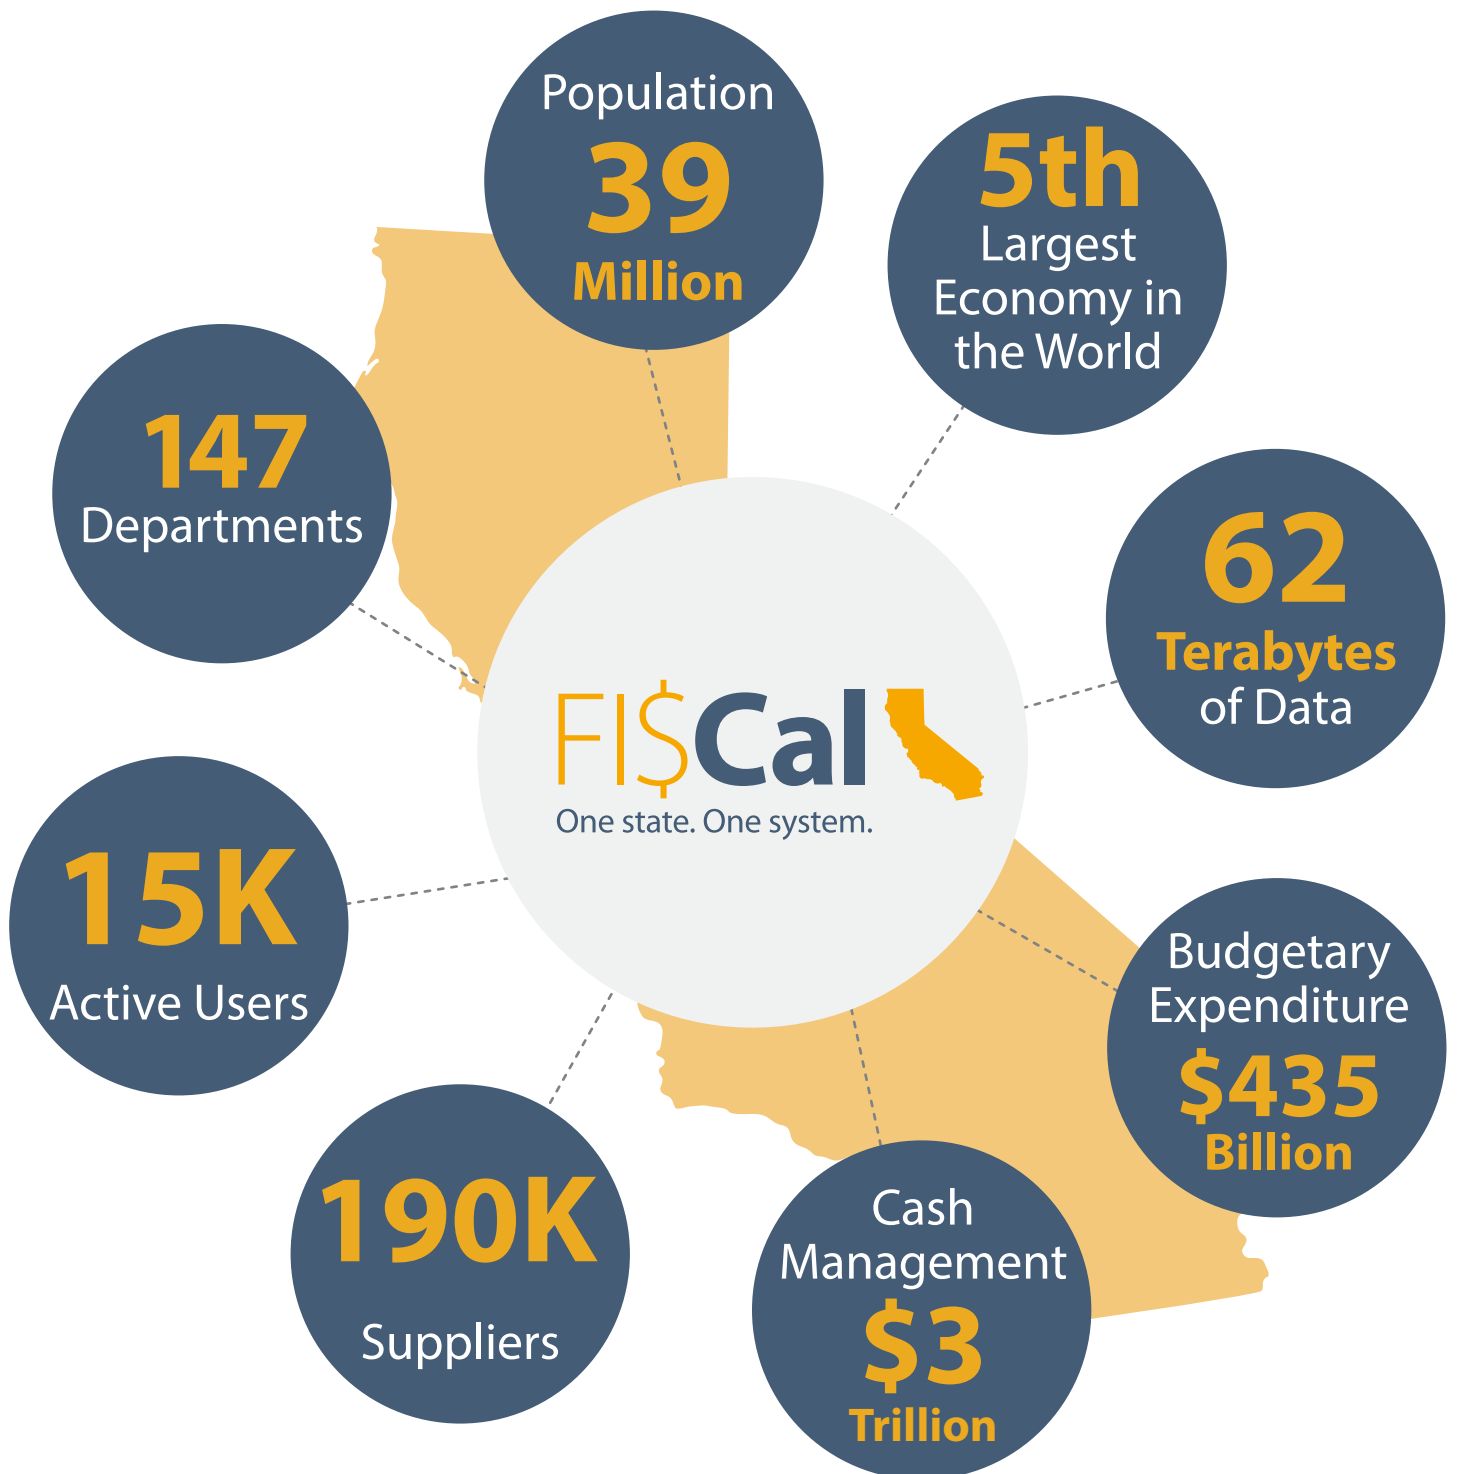 Population
39
Million
5th
Largest
Economy in
the World
147
Departments
62
Terabytes
of Data
FI$Cal
One state. One system.
15K
Active Users
Budgetary
Expenditure
$435
Billion
190K
Suppliers
Cash
Management
$3
Trillion